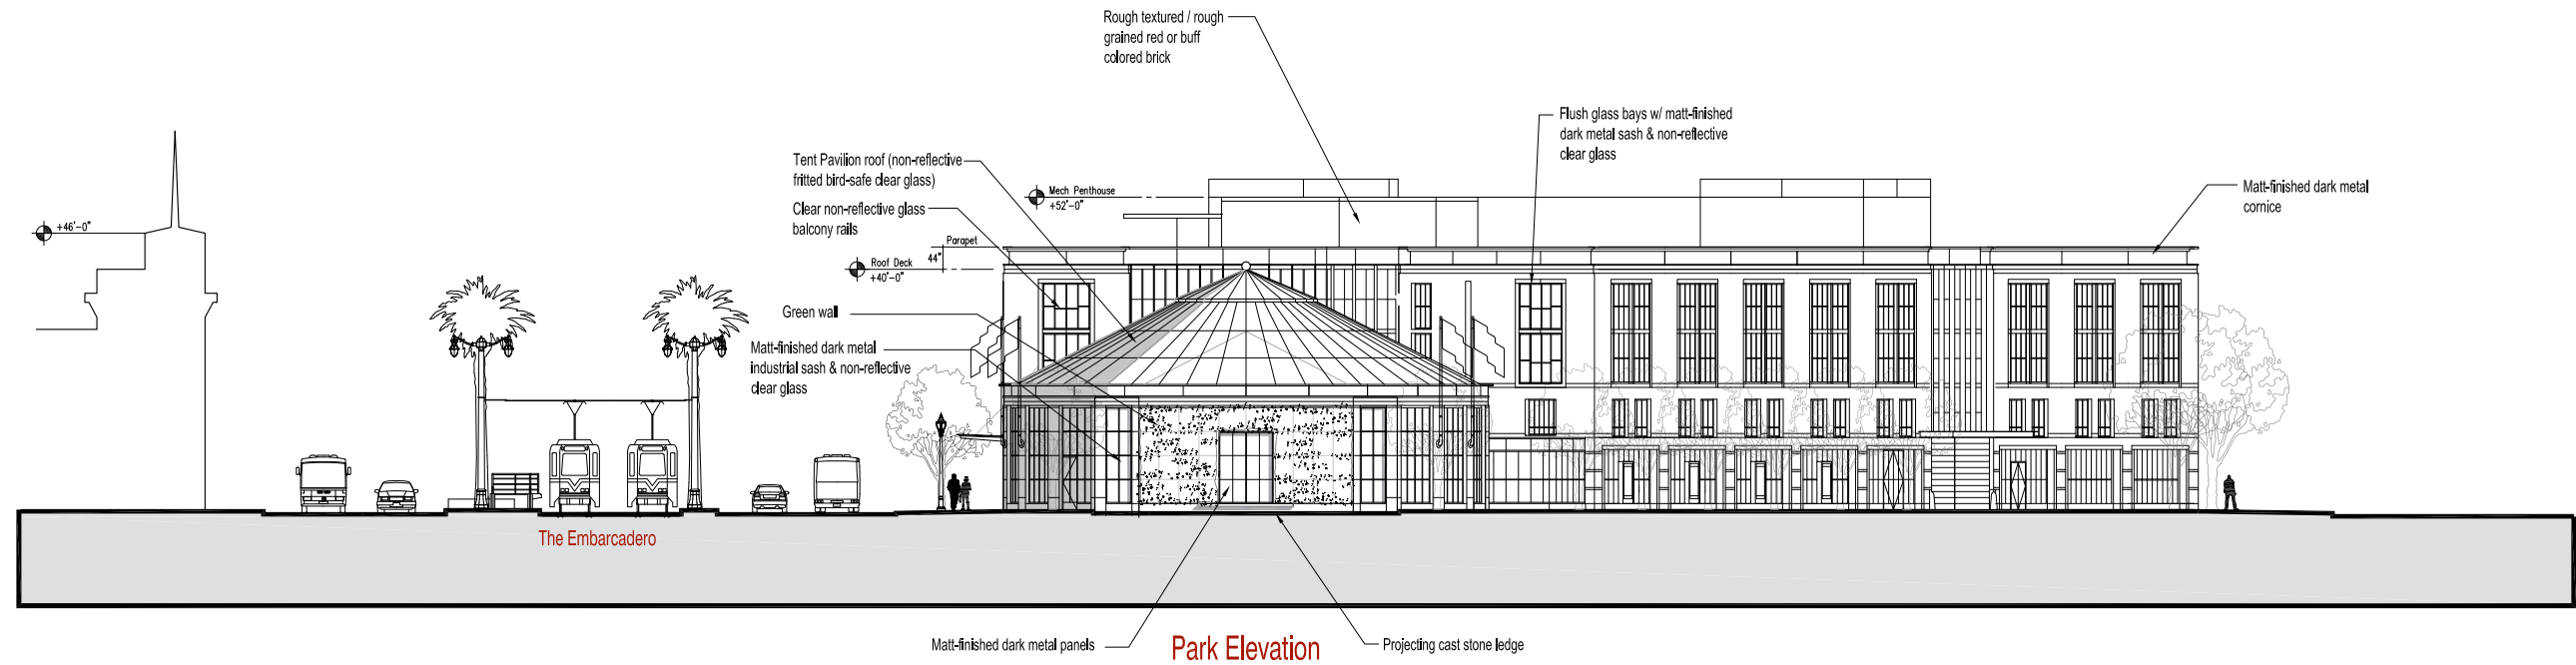 Rough textured / rough
grained red or buff
colored brick
Flush glass bays w/ matt-finished
dark metal sash & non-reflective
clear glass
Tent Pavilion roof (non-reflective
fritted bird-safe clear glass)
Mech Penthouse
+52'-0"
Matt-finished dark metal
cornice
Clear non-reflective glass
balcony rails
+46'-0"
Parapet
44"
Roof Deck
+40'-0"
Green wall
Matt-finished dark metal
industrial sash & non-reflective
clear glass
The Embarcadero
Matt-finished dark metal panels
Park Elevation
Projecting cast stone ledge